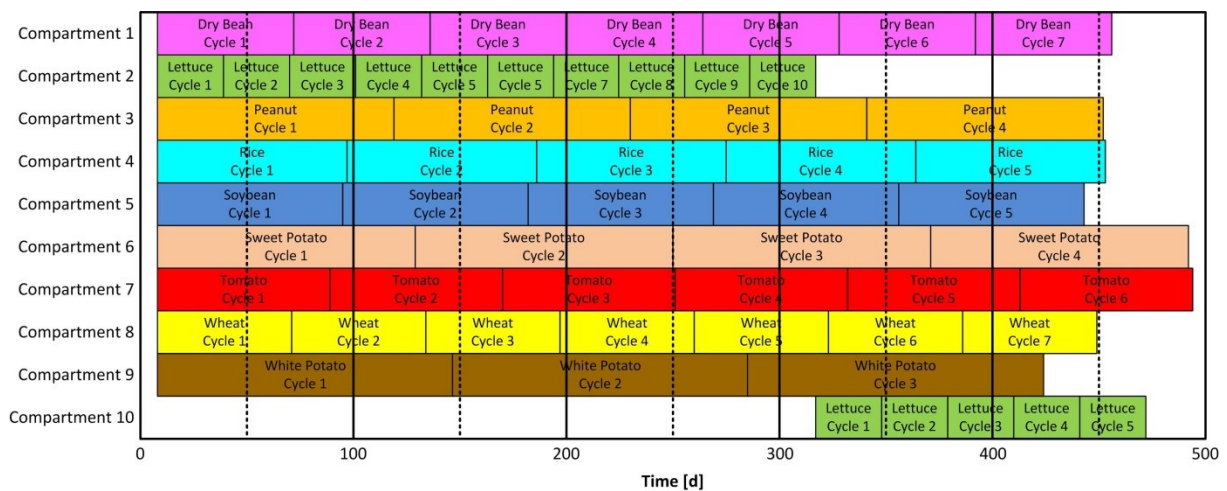 Compartment 1
Dry Bean Dry Bean Dry Bean Dry Bean Dry Bean Dry Bean Dry Bean
Cycle 1 Cycle 2 Cycle 3 Cycle 4 Cycle 5 Cycle 6 Cycle 7
Compartment 2
Lettuce Lettuce Lettuce Lettuce Lettuce Lettuce Lettuce Lettuce Lettuce Lettuce
Cycle 1 Cycle 2 Cycle 3 Cycle 4 Cycle 5 Cycle 5 Cycle 7 Cycle 8 Cycle 9 Cycle 10
Compartment 3
Peanut Peanut Peanut Peanut
Cycle 1 Cycle 2 Cycle 3 Cycle 4
Compartment 4
Rice Rice Rice Rice Rice
Cycle 1 Cycle 2 Cycle 3 Cycle 4 Cycle 5
Compartment 5
Soybean Soybean Soybean Soybean Soybean
Cycle 1 Cycle 2 Cycle 3 Cycle 4 Cycle 5
Compartment 6
Sweet Potato Sweet Potato Sweet Potato Sweet Potato
Cycle 1 Cycle 2 Cycle 3 Cycle 4
Compartment 7
Tomato Tomato Tomato Tomato Tomato Tomato
Cycle 1 Cycle 2 Cycle 3 Cycle 4 Cycle 5 Cycle 6
Compartment 8
Wheat Wheat Wheat Wheat Wheat Wheat Wheat
Cycle 1 Cycle 2 Cycle 3 Cycle 4 Cycle 5 Cycle 6 Cycle 7
Compartment 9
White Potato White Potato White Potato
Cycle 1 Cycle 2 Cycle 3
Compartment 10
Lettuce Lettuce Lettuce Lettuce Lettuce
Cycle 1 Cycle 2 Cycle 3 Cycle 4 Cycle 5
0 100 200 300 400 500
Time [d]